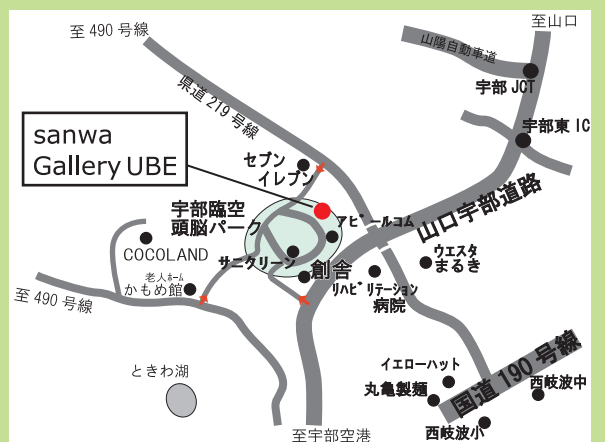 至 490 号線
至山口
山陽自動車道
宇部 JCT
県道 219 号線
宇部東 IC
sanwa
Gallery UBE
セブン
イレブン
山口宇部道路
宇部臨空
頭脳パーク
アピールコム
COCOLAND
サニクリーン
創舎
ウエスタ
まるき
老人ホーム
かもめ館
リハビリテーション
病院
至 490 号線
ときわ湖
イエローハット
丸亀製麺
国道 190 号線
西岐波中
西岐波小
至宇部空港